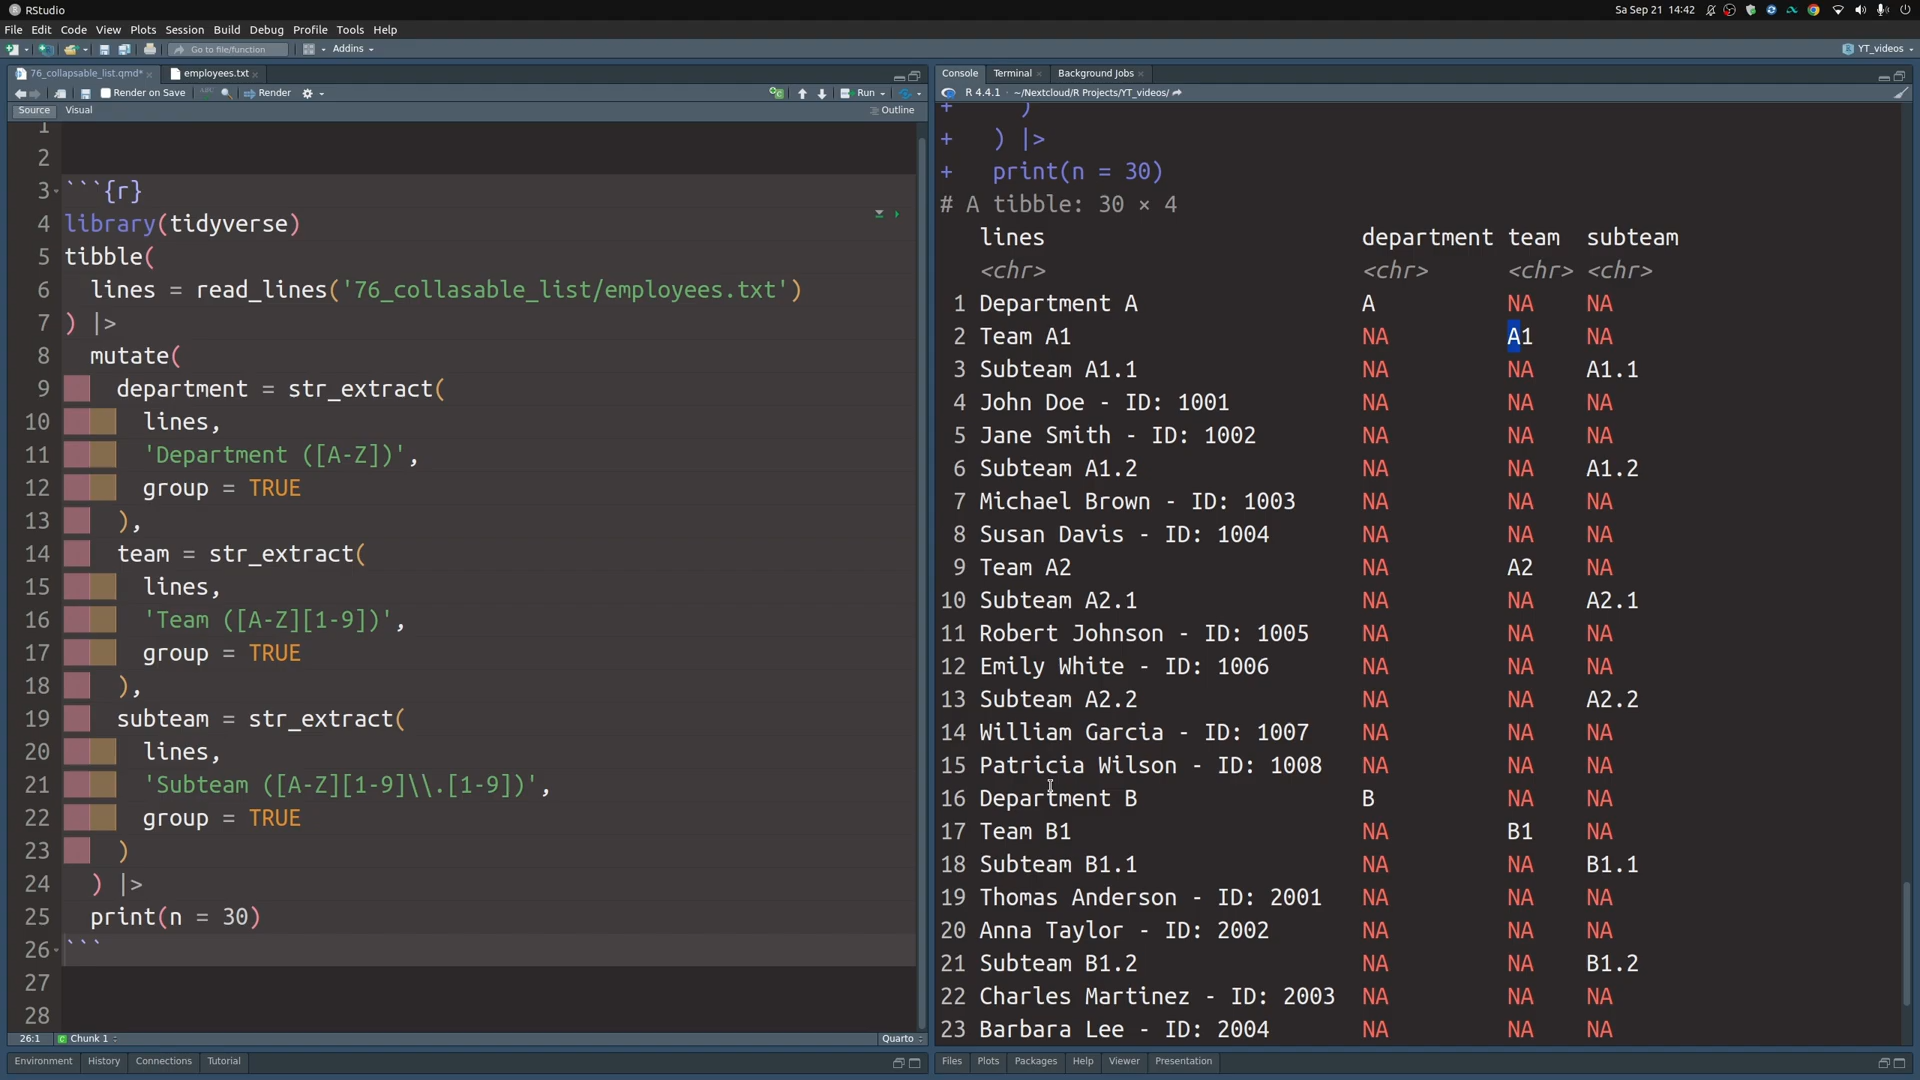 RStudio
Sa Sep 21 14:42
File Edit Code View Plots Session Build Debug Profile Tools Help
Go to file/function
Addins
YT_videos
76_collapsable_list.qmd*
employees.txt
Render on Save
Render
Run
Source Visual
Outline
1
2
3 ```{r}
4 library(tidyverse)
5 tibble(
6 lines = read_lines('76_collasable_list/employees.txt')
7 ) |>
8 mutate(
9 department = str_extract(
10 lines,
11 'Department ([A-Z])',
12 group = TRUE
13 ),
14 team = str_extract(
15 lines,
16 'Team ([A-Z][1-9])',
17 group = TRUE
18 ),
19 subteam = str_extract(
20 lines,
21 'Subteam ([A-Z][1-9]\\.[1-9])',
22 group = TRUE
23 )
24 ) |>
25 print(n = 30)
26 ```
27
28
26:1 Chunk 1 Quarto
Environment History Connections Tutorial
Console Terminal Background Jobs
R 4.4.1 · ~/Nextcloud/R Projects/YT_videos/
+ )
+ ) |>
+ print(n = 30)
# A tibble: 30 × 4
lines department team subteam
<chr> <chr> <chr> <chr>
1 Department A A NA NA
2 Team A1 NA A1 NA
3 Subteam A1.1 NA NA A1.1
4 John Doe - ID: 1001 NA NA NA
5 Jane Smith - ID: 1002 NA NA NA
6 Subteam A1.2 NA NA A1.2
7 Michael Brown - ID: 1003 NA NA NA
8 Susan Davis - ID: 1004 NA NA NA
9 Team A2 NA A2 NA
10 Subteam A2.1 NA NA A2.1
11 Robert Johnson - ID: 1005 NA NA NA
12 Emily White - ID: 1006 NA NA NA
13 Subteam A2.2 NA NA A2.2
14 William Garcia - ID: 1007 NA NA NA
15 Patricia Wilson - ID: 1008 NA NA NA
16 Department B B NA NA
17 Team B1 NA B1 NA
18 Subteam B1.1 NA NA B1.1
19 Thomas Anderson - ID: 2001 NA NA NA
20 Anna Taylor - ID: 2002 NA NA NA
21 Subteam B1.2 NA NA B1.2
22 Charles Martinez - ID: 2003 NA NA NA
23 Barbara Lee - ID: 2004 NA NA NA
Files Plots Packages Help Viewer Presentation